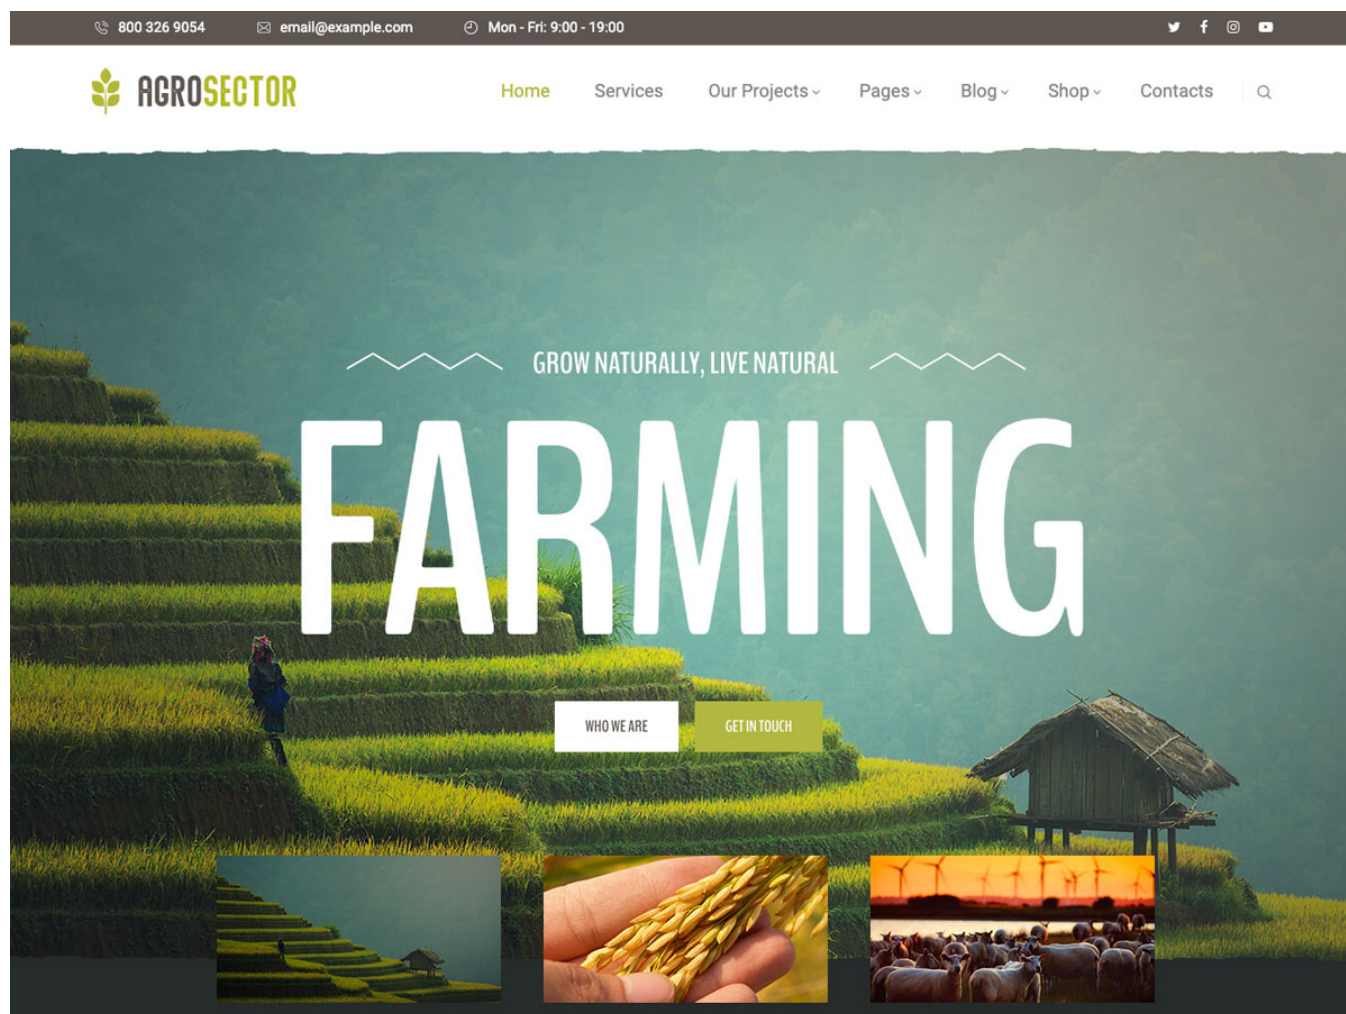 800 326 9054 email@example.com Mon - Fri: 9:00 - 19:00
AGROSECTOR Home Services Our Projects Pages Blog Shop Contacts
GROW NATURALLY, LIVE NATURAL
FARMING
WHO WE ARE GET IN TOUCH